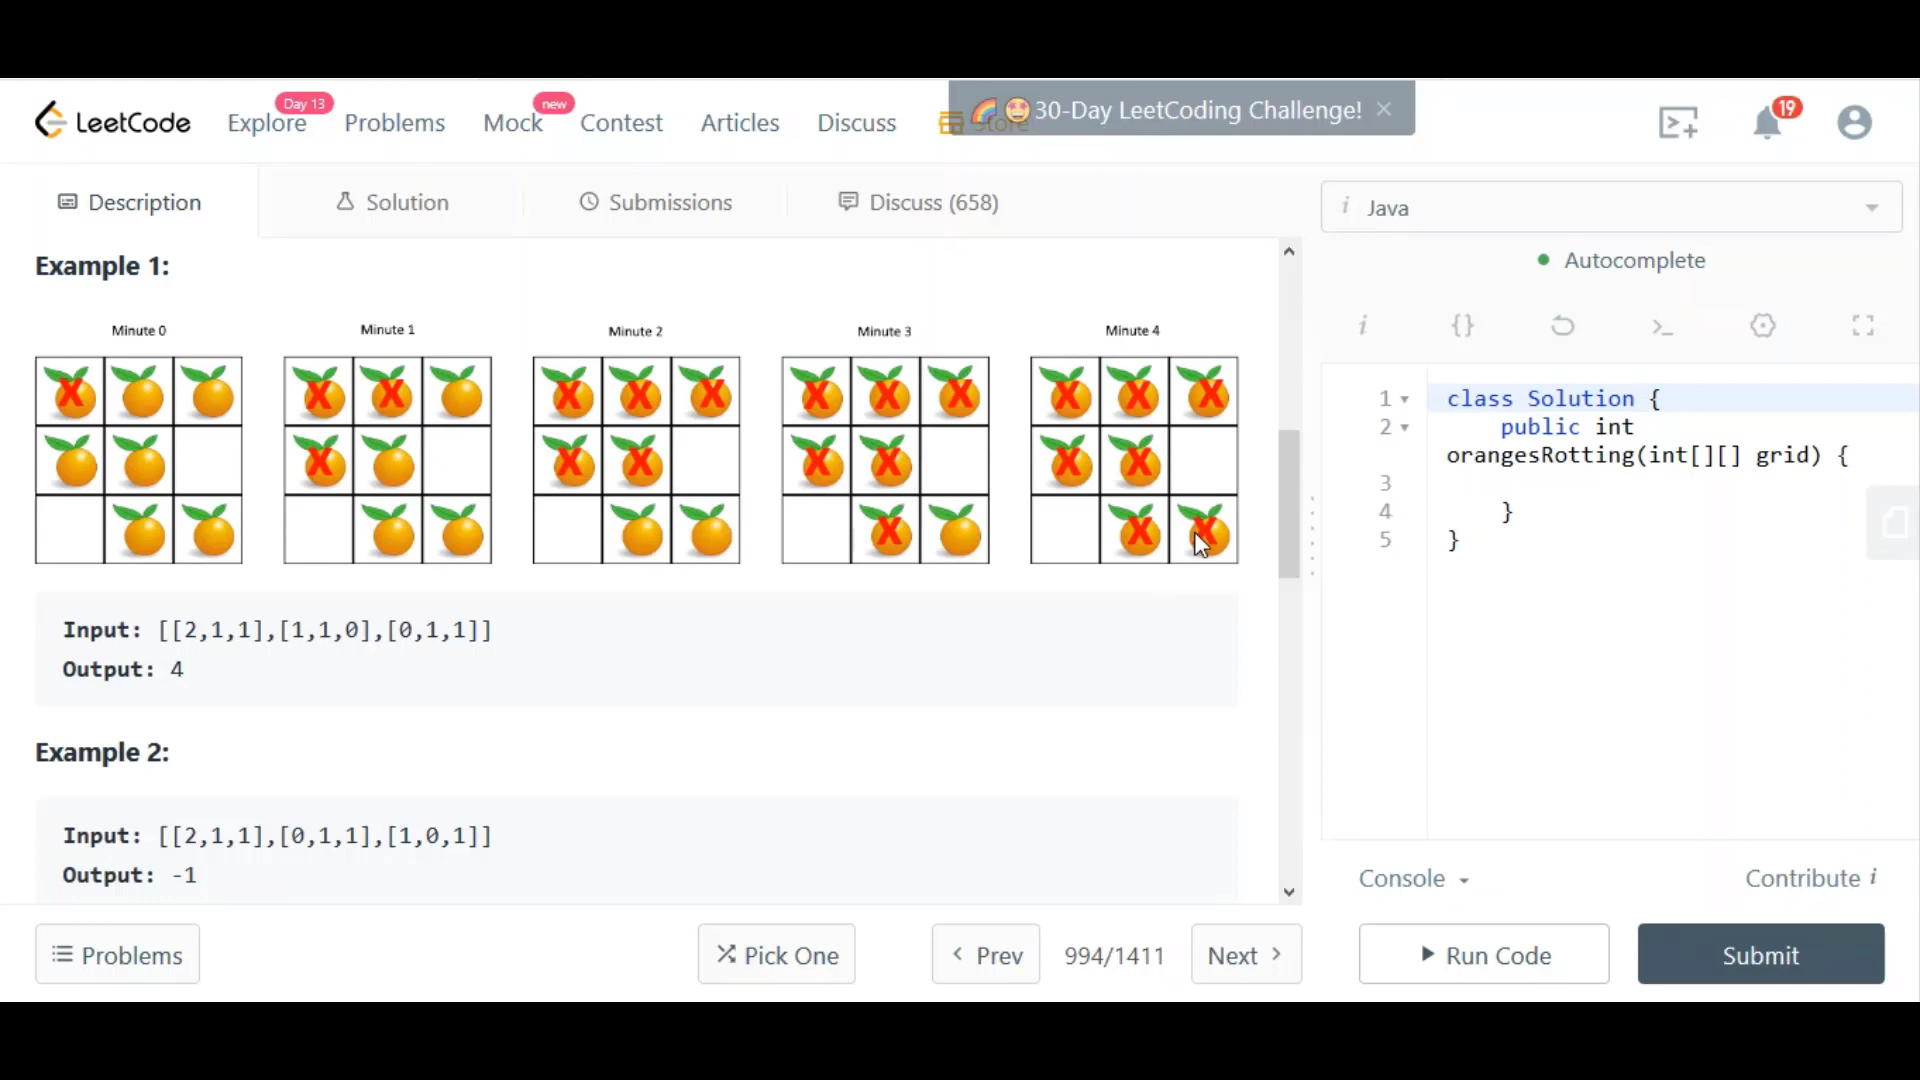 LeetCode
Explore
Day 13
Problems
Mock
new
Contest
Articles
Discuss
Store
🌈 🤩 30-Day LeetCoding Challenge! ×
19
Description
Solution
Submissions
Discuss (658)
Example 1:
Minute 0
Minute 1
Minute 2
Minute 3
Minute 4
X
X X
X
X X X
X X
X X X
X X
X
X X X
X X
X X
Input: [[2,1,1],[1,1,0],[0,1,1]]
Output: 4
Example 2:
Input: [[2,1,1],[0,1,1],[1,0,1]]
Output: -1
Problems
Pick One
< Prev
994/1411
Next >
i Java
Autocomplete
i {} >_
1 class Solution {
2 public int
orangesRotting(int[][] grid) {
3
4 }
5 }
Console
Contribute i
Run Code
Submit